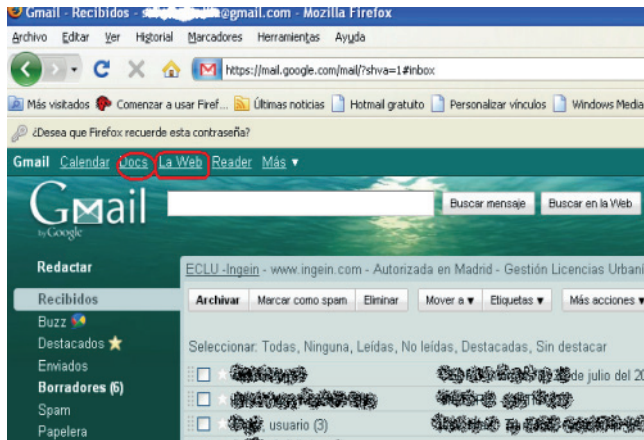 Gmail - Recibidos - @gmail.com - Mozilla Firefox
Archivo Editar Ver Historial Marcadores Herramientas Ayuda
https://mail.google.com/mail/?shva=1#inbox
Más visitados Comenzar a usar Firef... Últimas noticias Hotmail gratuito Personalizar vínculos Windows Media
¿Desea que Firefox recuerde esta contraseña?
Gmail Calendar Docs La Web Reader Más ▼
Gmail
by Google
Buscar mensaje Buscar en la Web
Redactar
ECLU -Ingein - www.ingein.com - Autorizada en Madrid - Gestión Licencias Urbaní
Recibidos
Archivar Marcar como spam Eliminar Mover a ▼ Etiquetas ▼ Más acciones ▼
Buzz
Destacados
Seleccionar: Todas, Ninguna, Leídas, No leídas, Destacadas, Sin destacar
Enviados
de julio del 20
Borradores (6)
Spam
, usuario (3)
Papelera